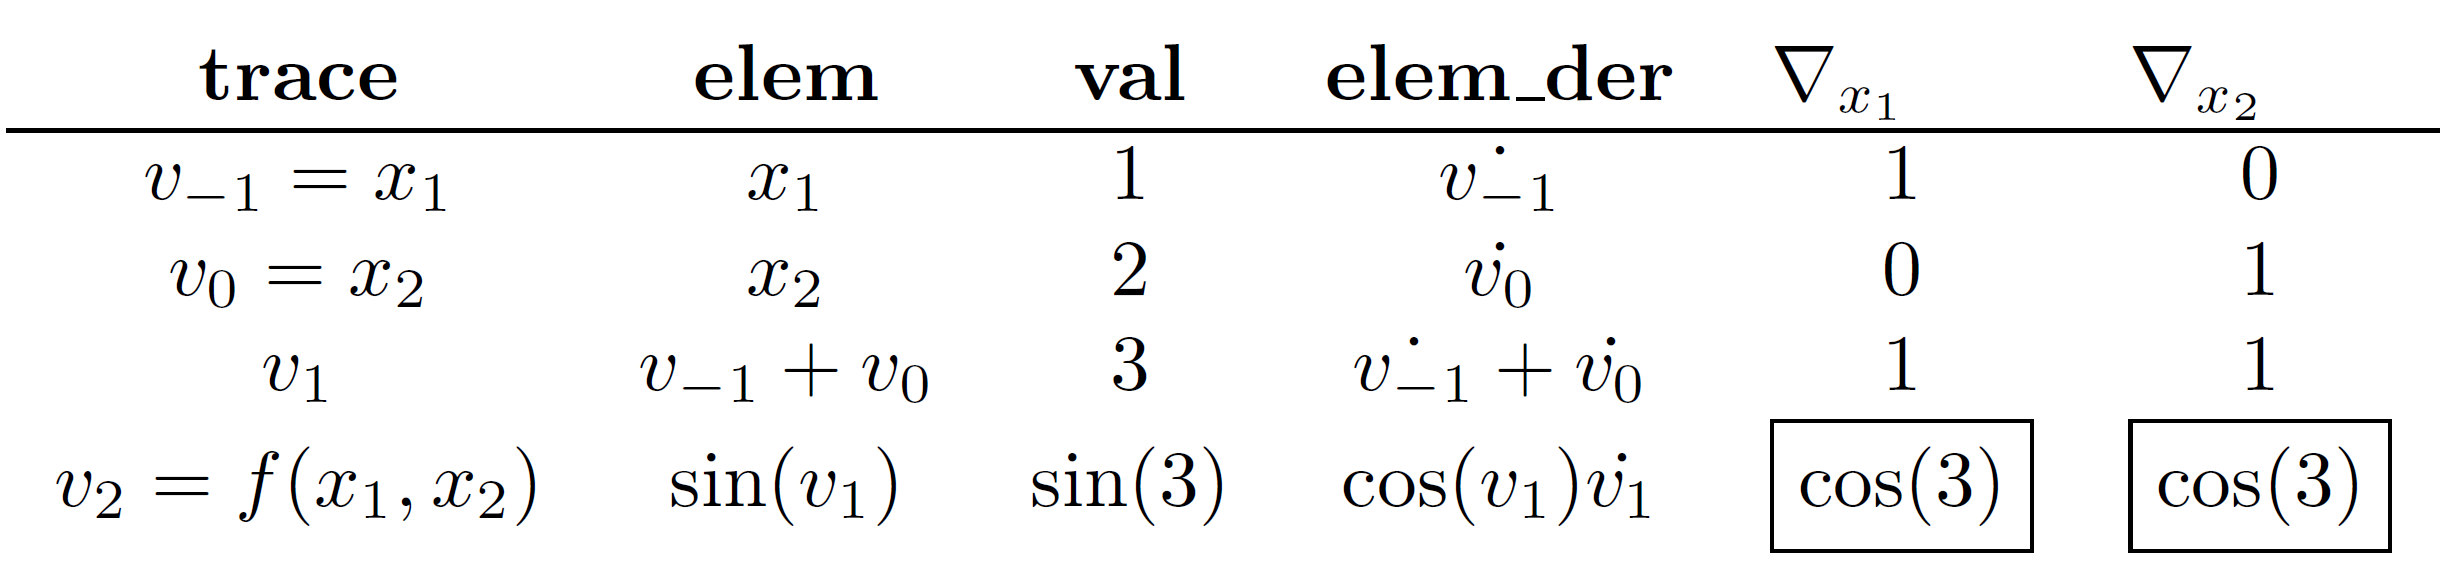 trace elem val elem_der ∇ₓ₁ ∇ₓ₂
v₋₁ = x₁ x₁ 1 v̇₋₁ 1 0
v₀ = x₂ x₂ 2 v̇₀ 0 1
v₁ v₋₁ + v₀ 3 v̇₋₁ + v̇₀ 1 1
v₂ = f(x₁, x₂) sin(v₁) sin(3) cos(v₁)v̇₁ cos(3) cos(3)